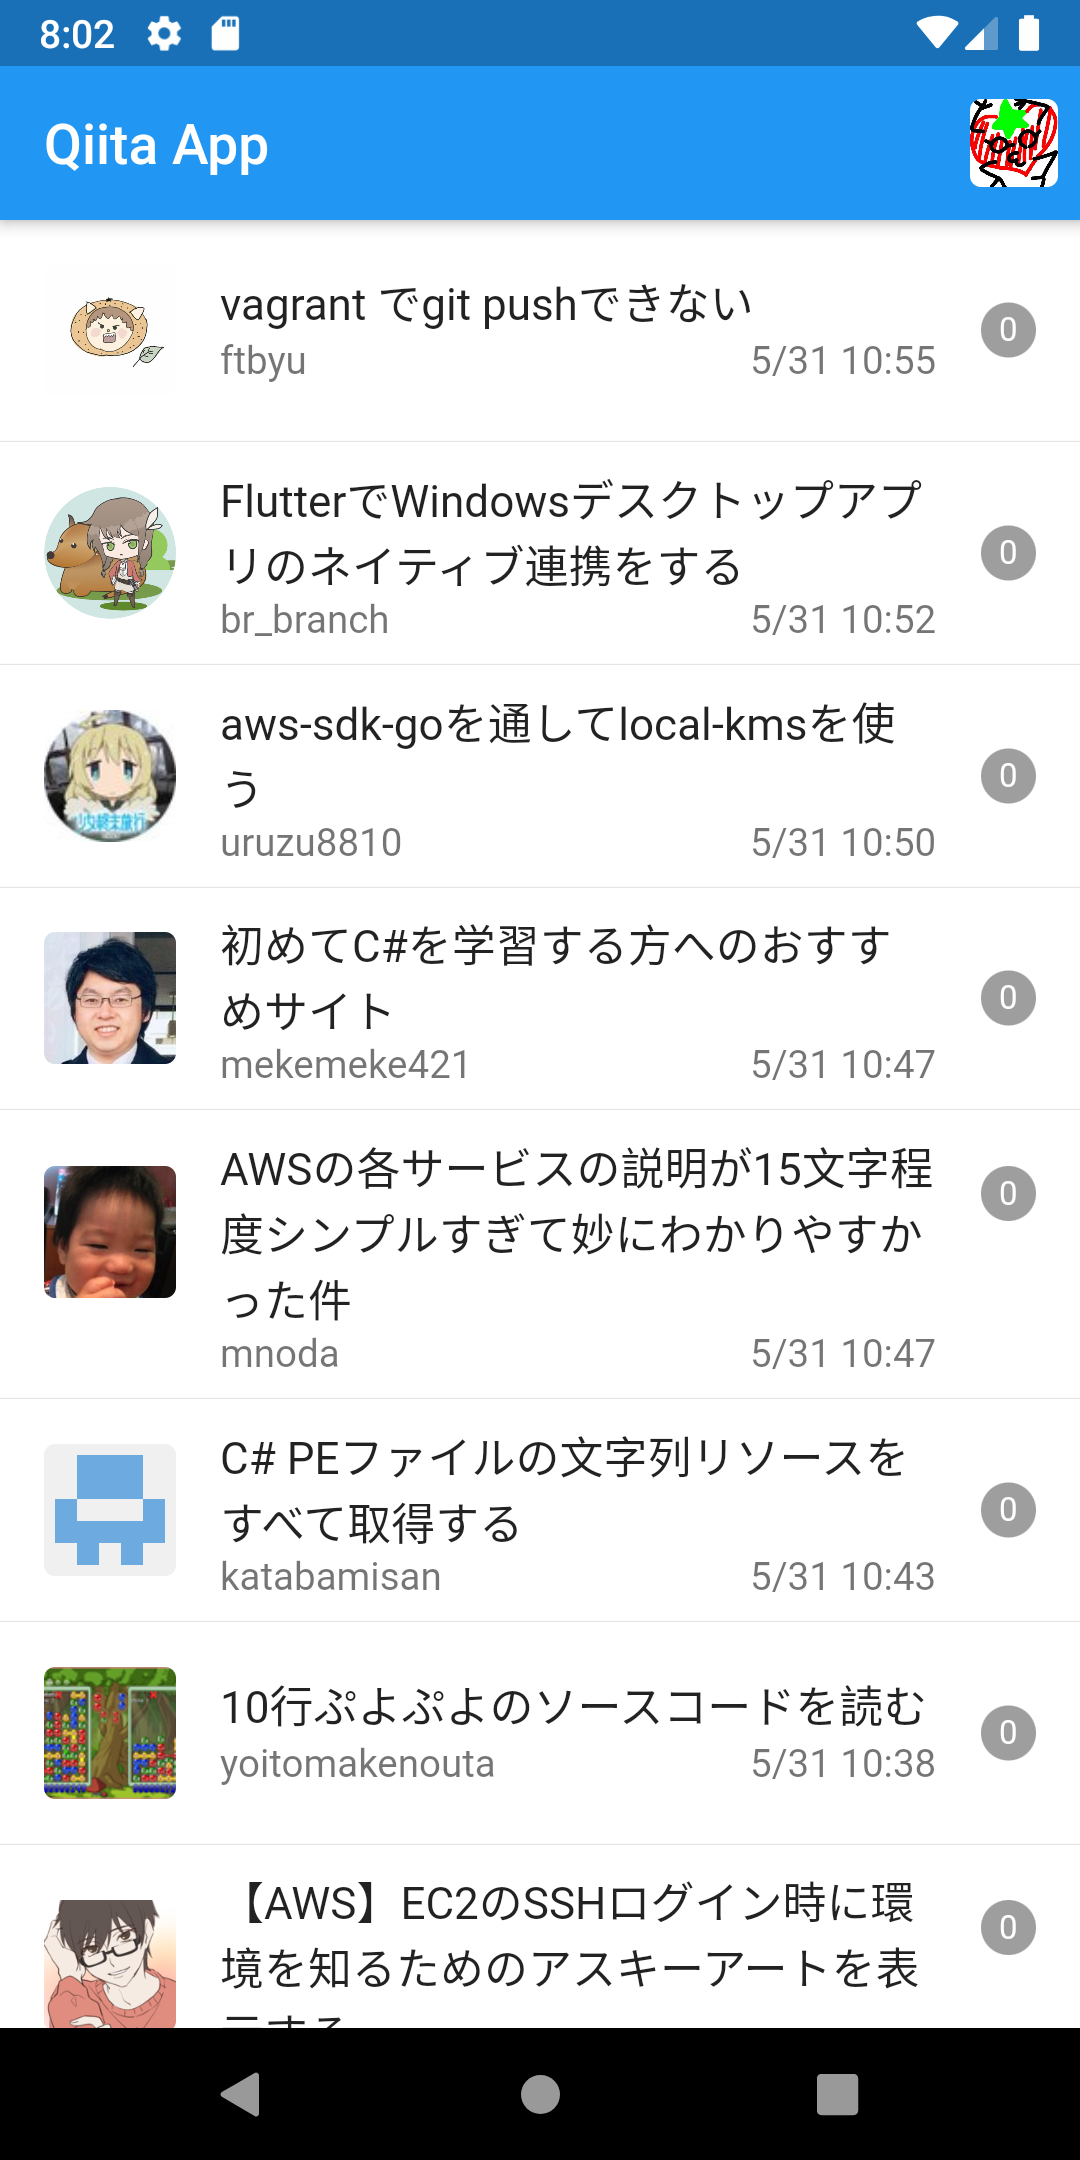 8:02
Qiita App
vagrant でgit pushできない
ftbyu 5/31 10:55
0
FlutterでWindowsデスクトップアプ
リのネイティブ連携をする
br_branch 5/31 10:52
0
aws-sdk-goを通してlocal-kmsを使
う
uruzu8810 5/31 10:50
0
少女終末旅行
初めてC#を学習する方へのおすす
めサイト
mekemeke421 5/31 10:47
0
AWSの各サービスの説明が15文字程
度シンプルすぎて妙にわかりやすか
った件
mnoda 5/31 10:47
0
C# PEファイルの文字列リソースを
すべて取得する
katabamisan 5/31 10:43
0
10行ぷよぷよのソースコードを読む
yoitomakenouta 5/31 10:38
0
【AWS】EC2のSSHログイン時に環
境を知るためのアスキーアートを表
示する
0